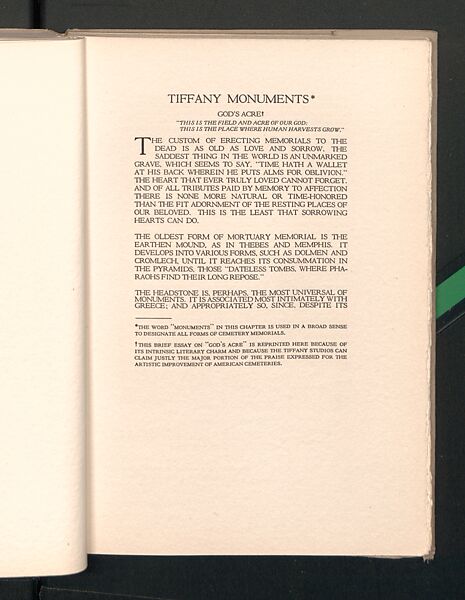 TIFFANY MONUMENTS*
GOD'S ACRE†
"THIS IS THE FIELD AND ACRE OF OUR GOD;
THIS IS THE PLACE WHERE HUMAN HARVESTS GROW."
THE CUSTOM OF ERECTING MEMORIALS TO THE
DEAD IS AS OLD AS LOVE AND SORROW. THE
SADDEST THING IN THE WORLD IS AN UNMARKED
GRAVE, WHICH SEEMS TO SAY, "TIME HATH A WALLET
AT HIS BACK WHEREIN HE PUTS ALMS FOR OBLIVION."
THE HEART THAT EVER TRULY LOVED CANNOT FORGET,
AND OF ALL TRIBUTES PAID BY MEMORY TO AFFECTION
THERE IS NONE MORE NATURAL OR TIME-HONORED
THAN THE FIT ADORNMENT OF THE RESTING PLACES OF
OUR BELOVED. THIS IS THE LEAST THAT SORROWING
HEARTS CAN DO.
THE OLDEST FORM OF MORTUARY MEMORIAL IS THE
EARTHEN MOUND, AS IN THEBES AND MEMPHIS. IT
DEVELOPS INTO VARIOUS FORMS, SUCH AS DOLMEN AND
CROMLECH, UNTIL IT REACHES ITS CONSUMMATION IN
THE PYRAMIDS, THOSE "DATELESS TOMBS, WHERE PHA-
RAOHS FIND THEIR LONG REPOSE."
THE HEADSTONE IS, PERHAPS, THE MOST UNIVERSAL OF
MONUMENTS. IT IS ASSOCIATED MOST INTIMATELY WITH
GREECE; AND APPROPRIATELY SO, SINCE, DESPITE ITS
*THE WORD "MONUMENTS" IN THIS CHAPTER IS USED IN A BROAD SENSE
TO DESIGNATE ALL FORMS OF CEMETERY MEMORIALS.
†THIS BRIEF ESSAY ON "GOD'S ACRE" IS REPRINTED HERE BECAUSE OF
ITS INTRINSIC LITERARY CHARM AND BECAUSE THE TIFFANY STUDIOS CAN
CLAIM JUSTLY THE MAJOR PORTION OF THE PRAISE EXPRESSED FOR THE
ARTISTIC IMPROVEMENT OF AMERICAN CEMETERIES.